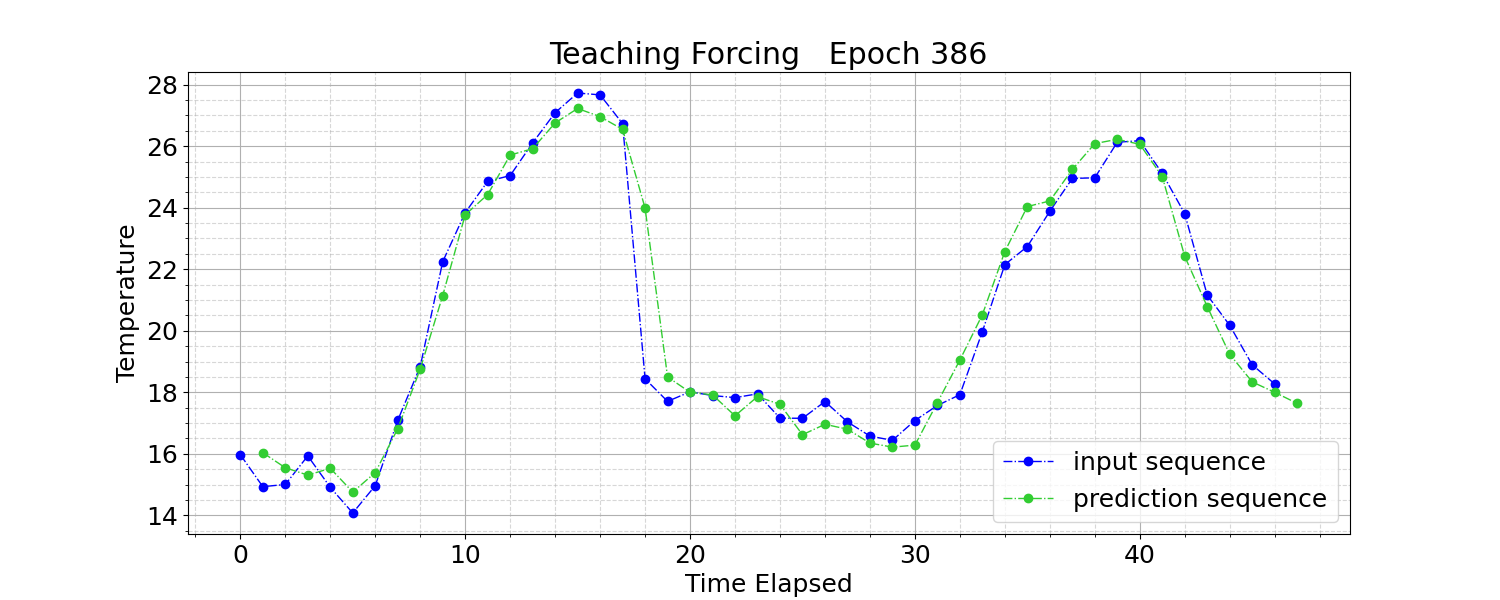 Teaching Forcing   Epoch 386
28
26
24
22
20
18
16
14
Temperature
input sequence
prediction sequence
0 10 20 30 40
Time Elapsed